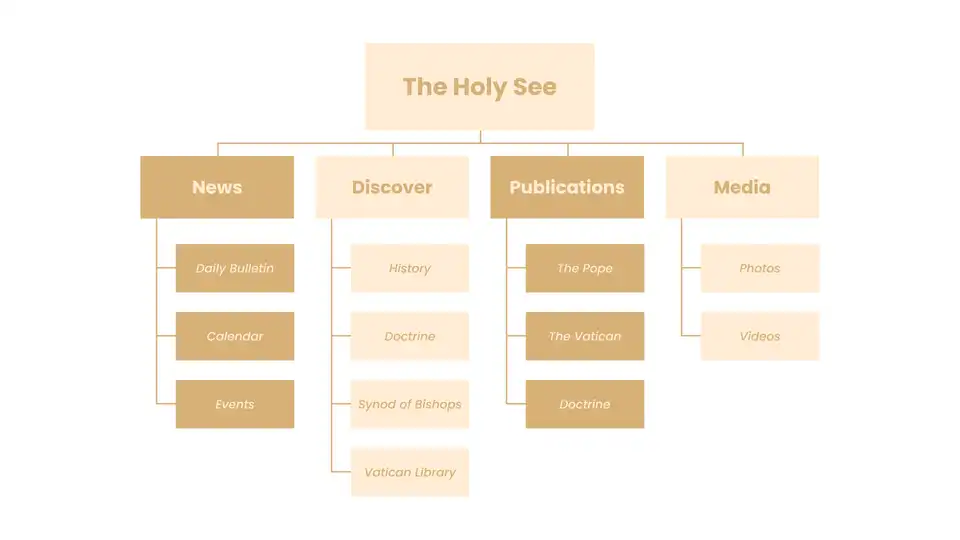 The Holy See
News
Discover
Publications
Media
Daily Bulletin
History
The Pope
Photos
Calendar
Doctrine
The Vatican
Videos
Events
Synod of Bishops
Doctrine
Vatican Library